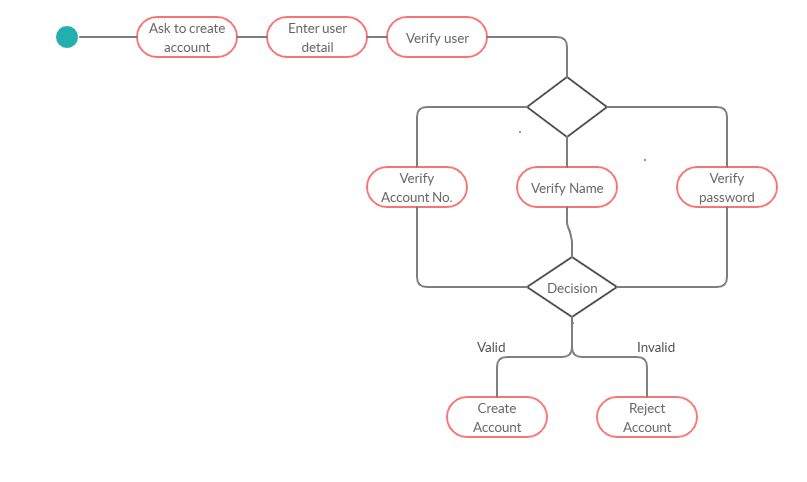 Ask to create
account
Enter user
detail
Verify user
Verify
Account No.
Verify Name
Verify
password
Decision
Valid
Invalid
Create
Account
Reject
Account